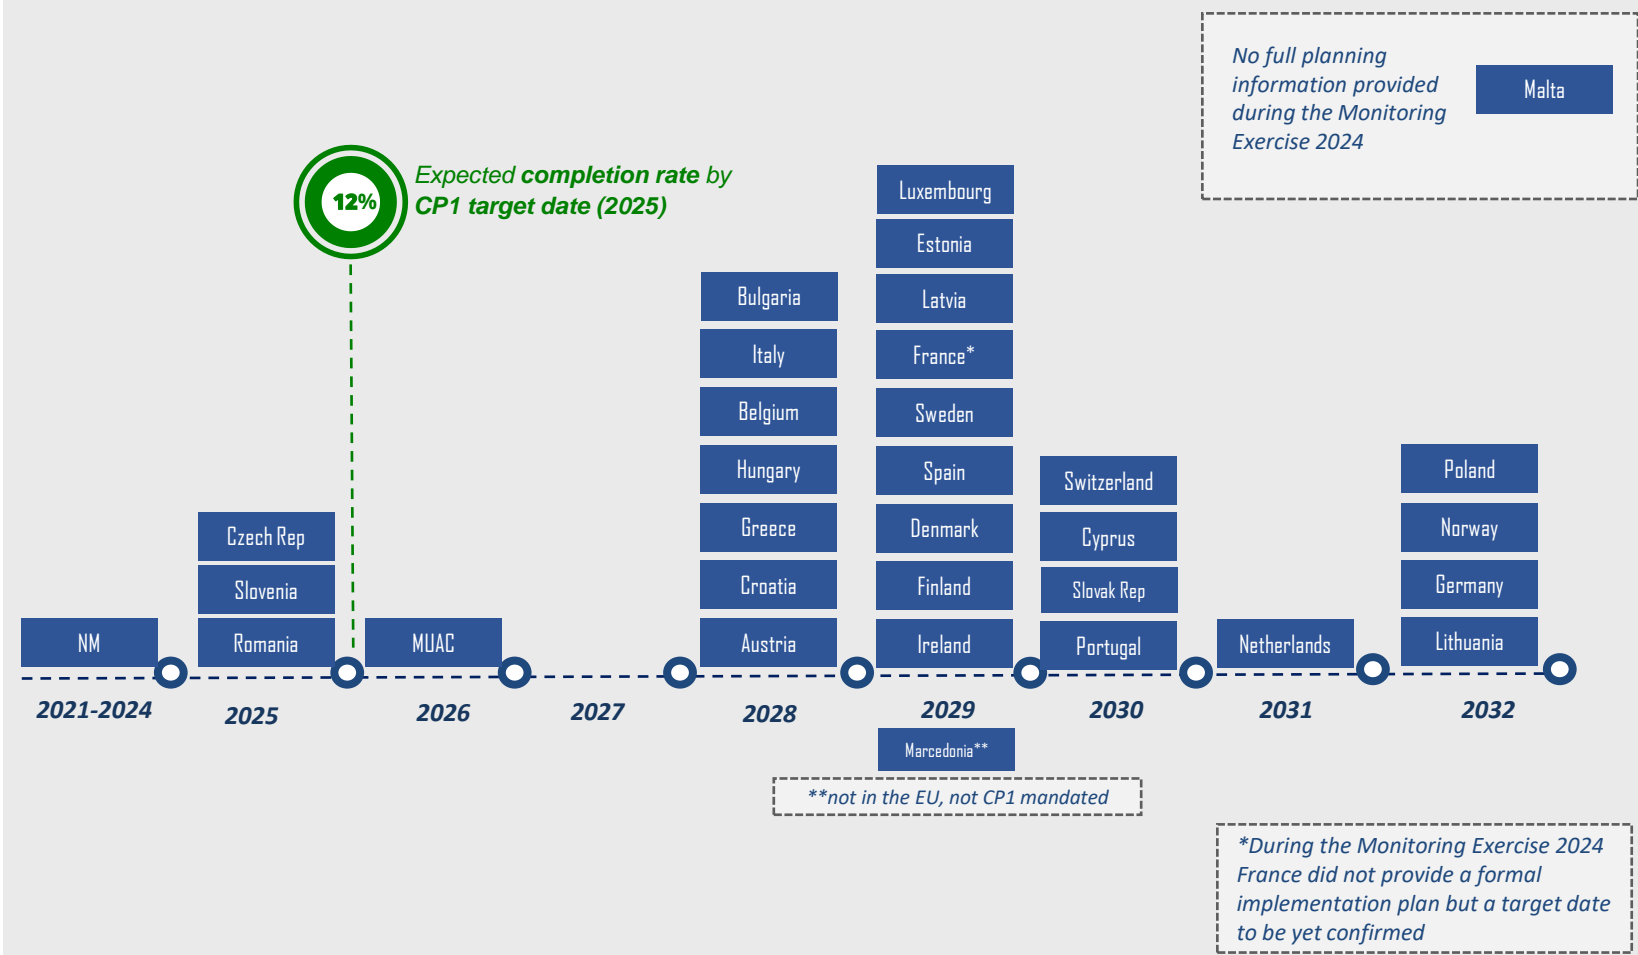 No full planning
information provided
during the Monitoring
Exercise 2024
Malta
12%
Expected completion rate by
CP1 target date (2025)
NM
Czech Rep
Slovenia
Romania
MUAC
Bulgaria
Italy
Belgium
Hungary
Greece
Croatia
Austria
Luxembourg
Estonia
Latvia
France*
Sweden
Spain
Denmark
Finland
Ireland
Switzerland
Cyprus
Slovak Rep
Portugal
Netherlands
Poland
Norway
Germany
Lithuania
2021-2024
2025
2026
2027
2028
2029
2030
2031
2032
Marcedonia**
**not in the EU, not CP1 mandated
*During the Monitoring Exercise 2024
France did not provide a formal
implementation plan but a target date
to be yet confirmed